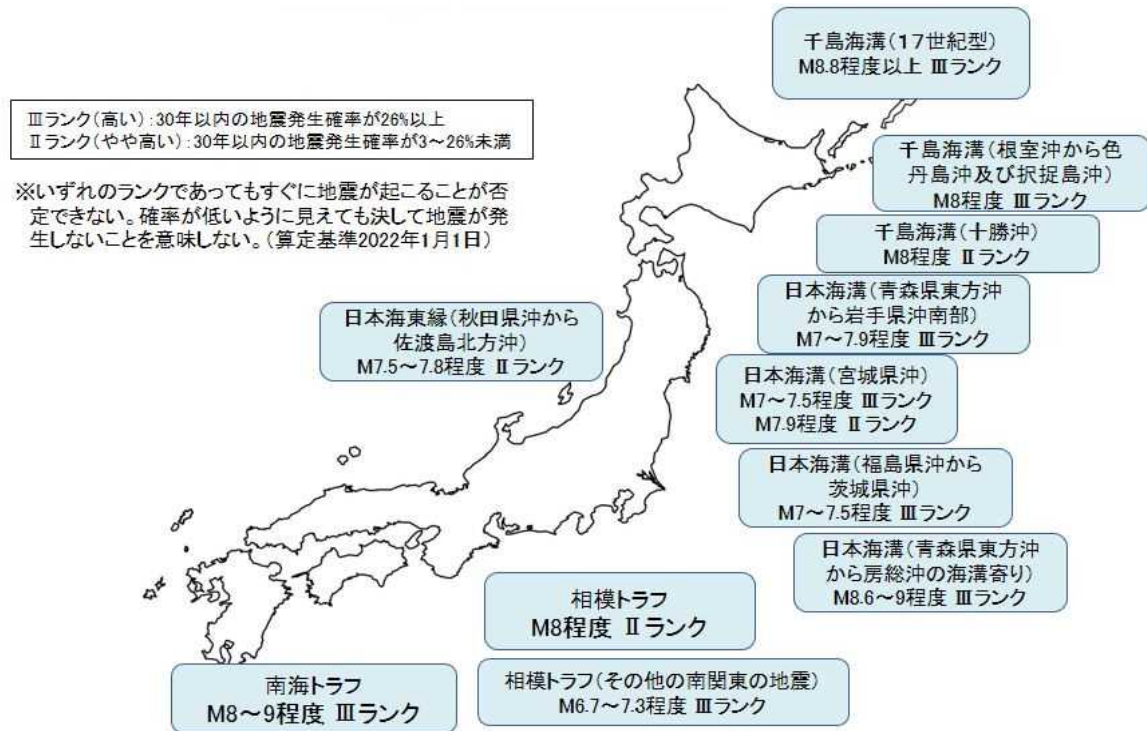 千島海溝(17世紀型)
M8.8程度以上 Ⅲランク
Ⅲランク(高い):30年以内の地震発生確率が26%以上
Ⅱランク(やや高い):30年以内の地震発生確率が3~26%未満
※いずれのランクであってもすぐに地震が起こることが否
定できない。確率が低いように見えても決して地震が発
生しないことを意味しない。(算定基準2022年1月1日)
千島海溝(根室沖から色
丹島沖及び択捉島沖)
M8程度 Ⅲランク
千島海溝(十勝沖)
M8程度 Ⅱランク
日本海溝(青森県東方沖
から岩手県沖南部)
M7~7.9程度 Ⅲランク
日本海東縁(秋田県沖から
佐渡島北方沖)
M7.5~7.8程度 Ⅱランク
日本海溝(宮城県沖)
M7~7.5程度 Ⅲランク
M7.9程度 Ⅱランク
日本海溝(福島県沖から
茨城県沖)
M7~7.5程度 Ⅲランク
日本海溝(青森県東方沖
から房総沖の海溝寄り)
M8.6~9程度 Ⅲランク
相模トラフ
M8程度 Ⅱランク
相模トラフ(その他の南関東の地震)
M6.7~7.3程度 Ⅲランク
南海トラフ
M8~9程度 Ⅲランク